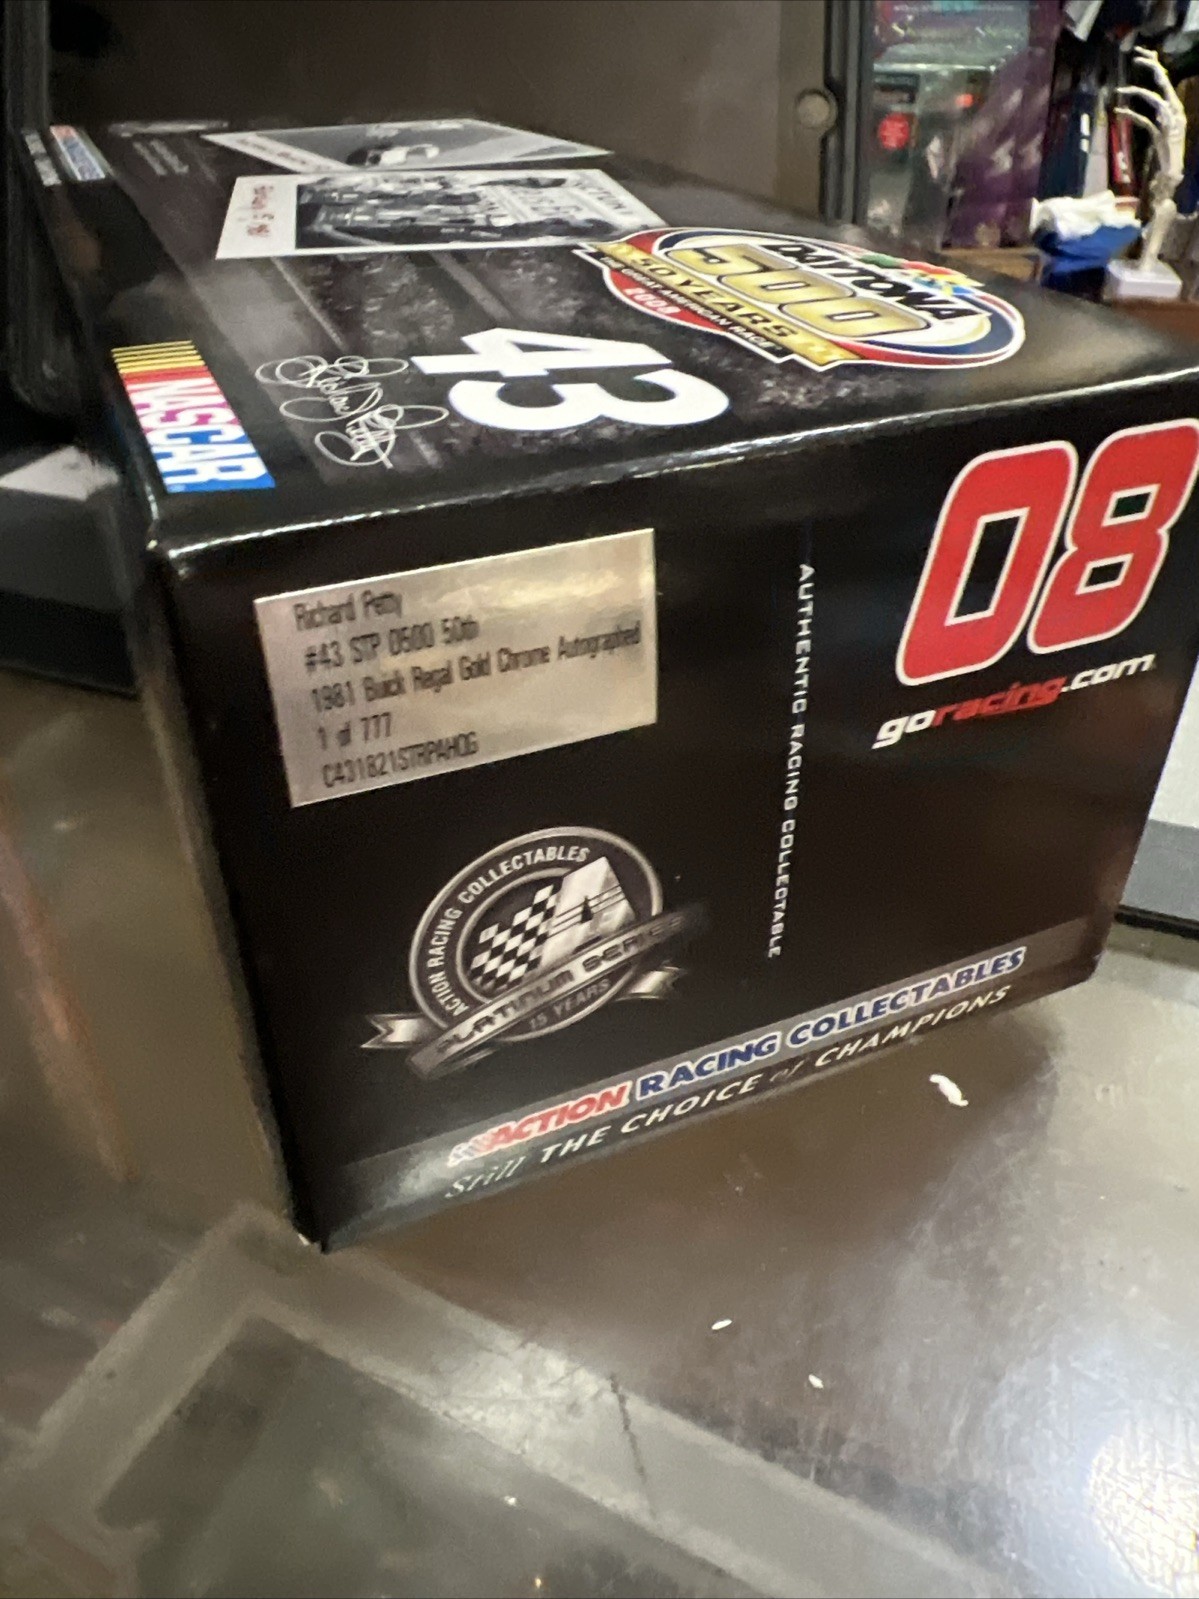 DAYTONA
500
50 YEARS
THE GREAT AMERICAN RACE
2008
43
NASCAR
08
goracing.com
Richard Petty
#43 STP D500 50th
1981 Buick Regal Gold Chrome Autographed
1 of 777
C431821STRPAHOG
AUTHENTIC RACING COLLECTABLE
ACTION RACING COLLECTABLES
PLATINUM SERIES
15 YEARS
ACTION RACING COLLECTABLES
Still THE CHOICE of CHAMPIONS